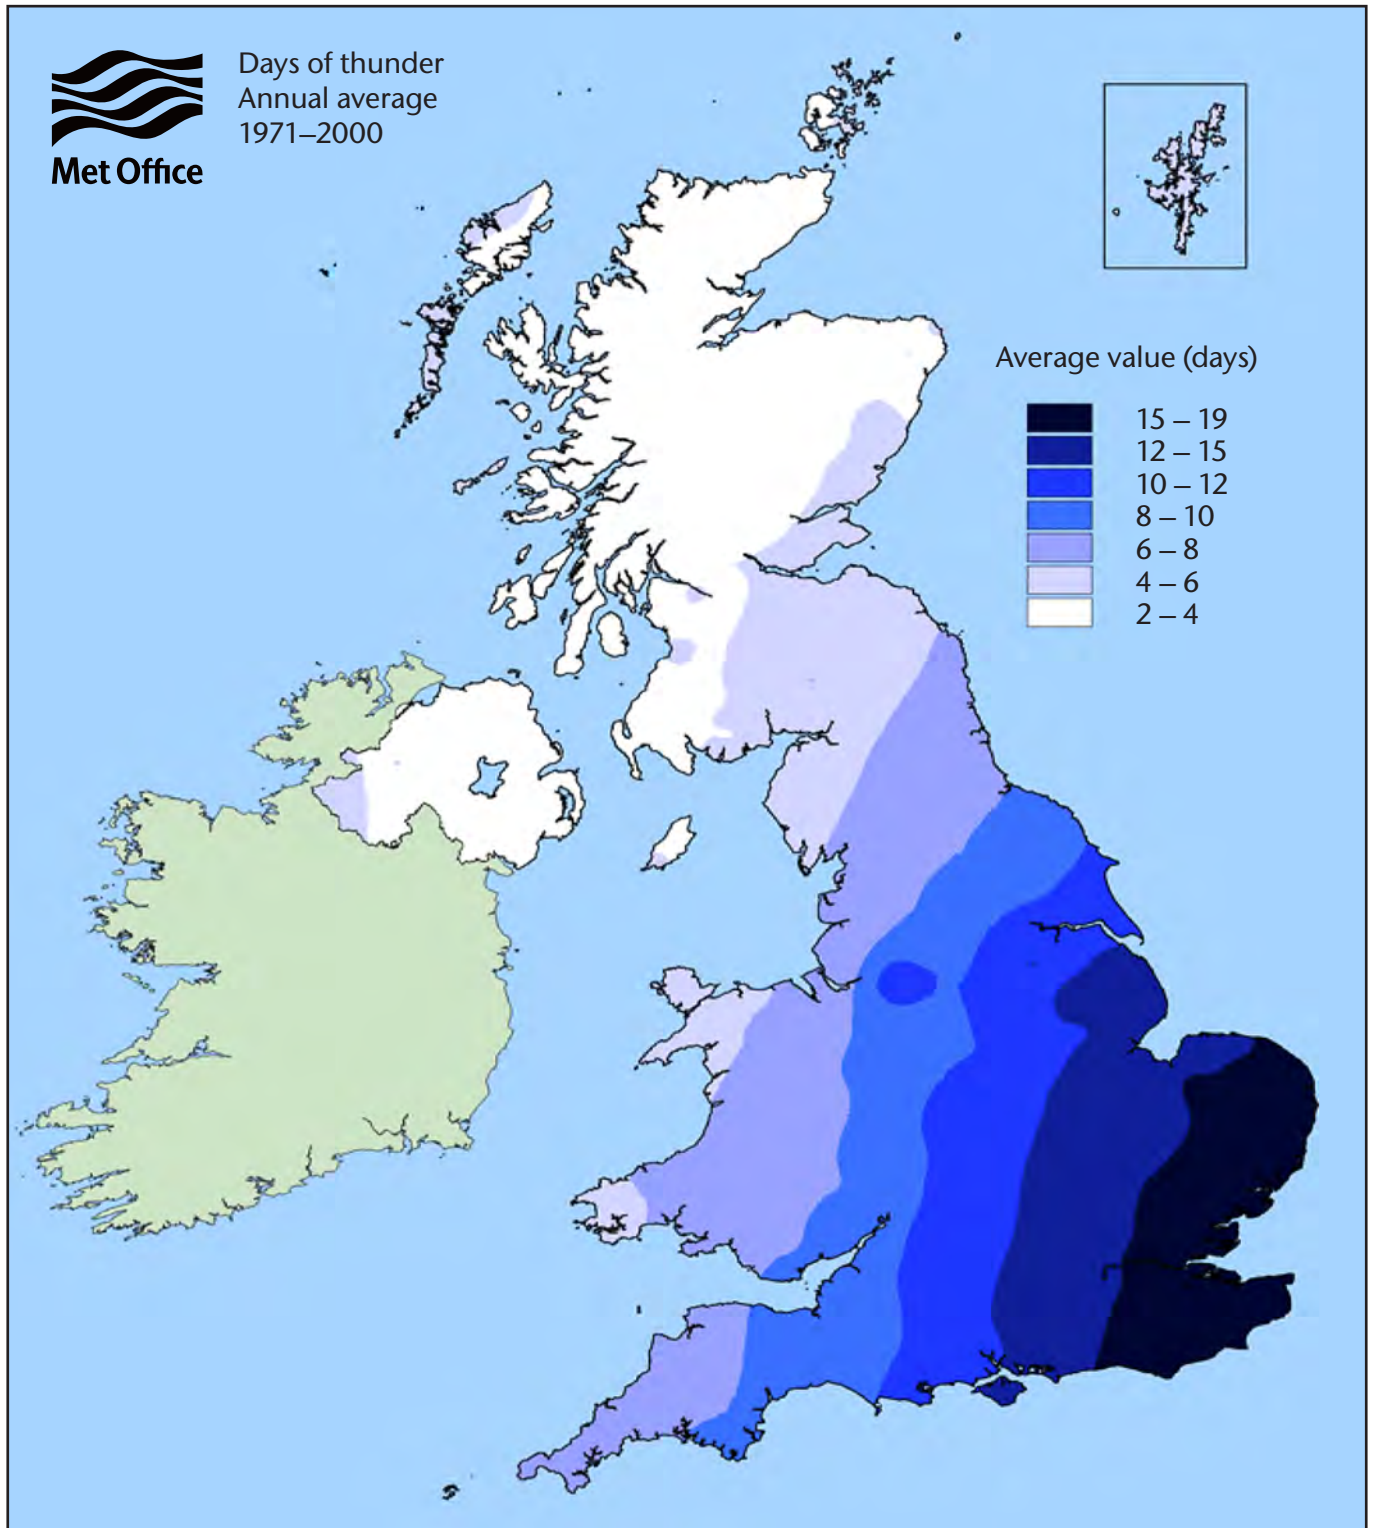 Days of thunder
Annual average
1971–2000
Met Office
Average value (days)
15 – 19
12 – 15
10 – 12
8 – 10
6 – 8
4 – 6
2 – 4